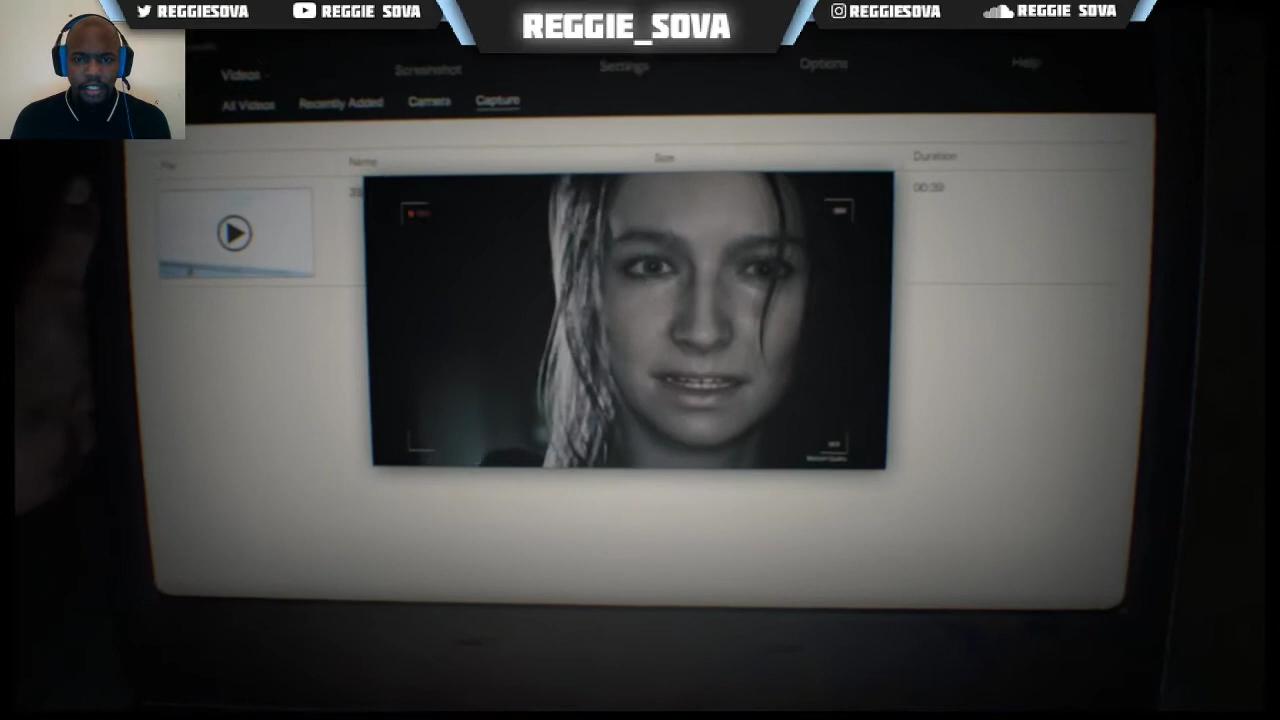 REGGIESOVA
REGGIE SOVA
REGGIE_SOVA
REGGIESOVA
REGGIE SOVA
Videos
Screenshot
Settings
Options
Help
All Videos
Recently Added
Camera
Capture
File
Name
Size
Duration
00:39